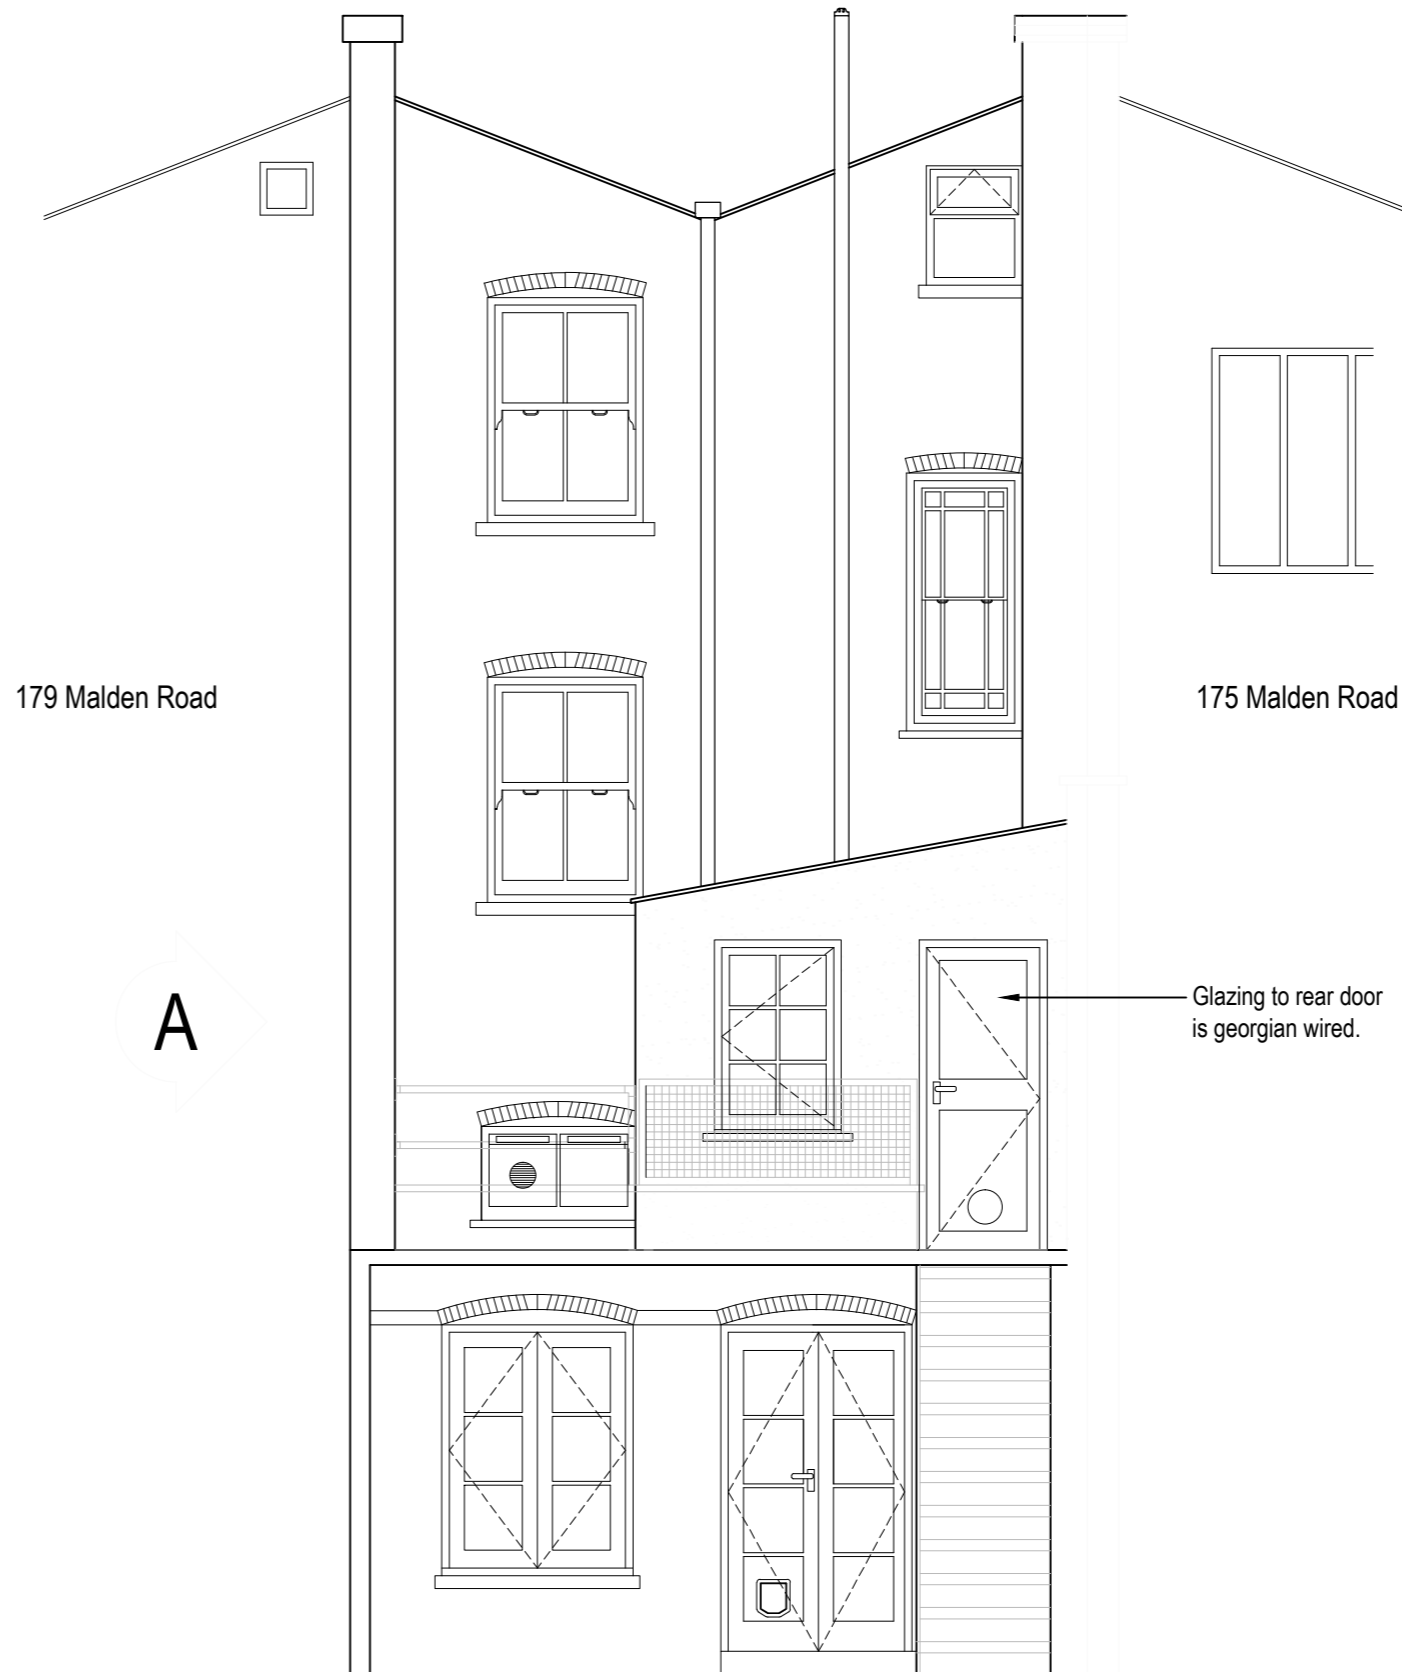 179 Malden Road
175 Malden Road
A
Glazing to rear door
is georgian wired.